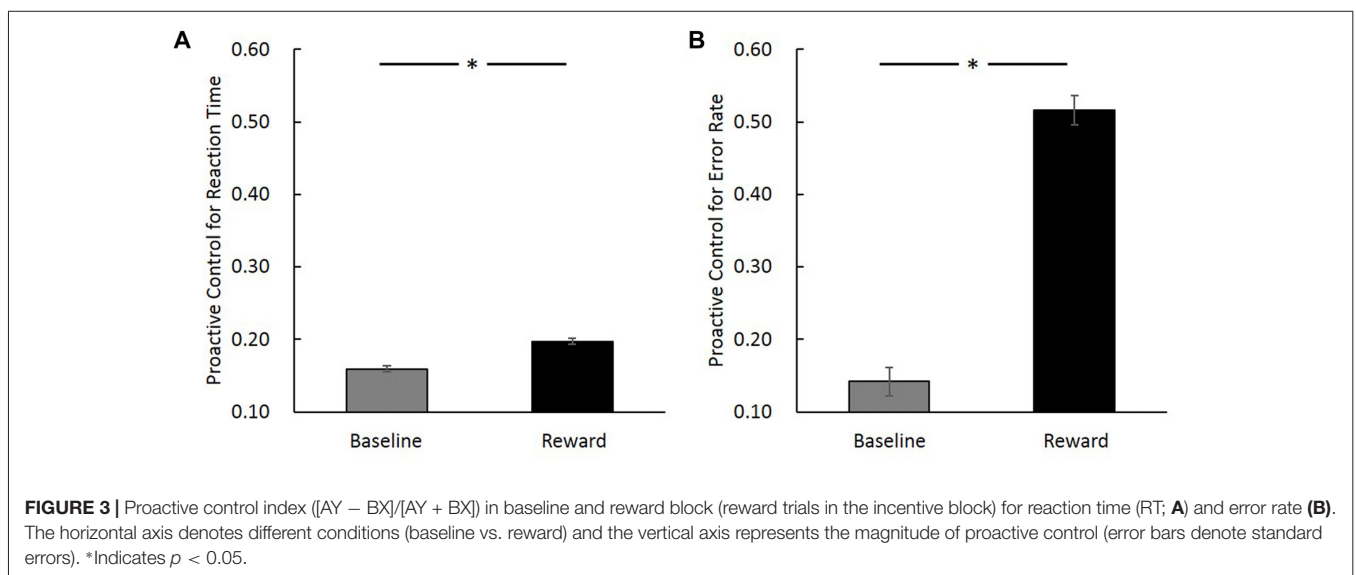 A
Proactive Control for Reaction Time
0.60
0.50
0.40
0.30
0.20
0.10
*
Baseline
Reward
B
Proactive Control for Error Rate
0.60
0.50
0.40
0.30
0.20
0.10
*
Baseline
Reward
FIGURE 3 | Proactive control index ([AY − BX]/[AY + BX]) in baseline and reward block (reward trials in the incentive block) for reaction time (RT; A) and error rate (B).
The horizontal axis denotes different conditions (baseline vs. reward) and the vertical axis represents the magnitude of proactive control (error bars denote standard
errors). *Indicates p < 0.05.